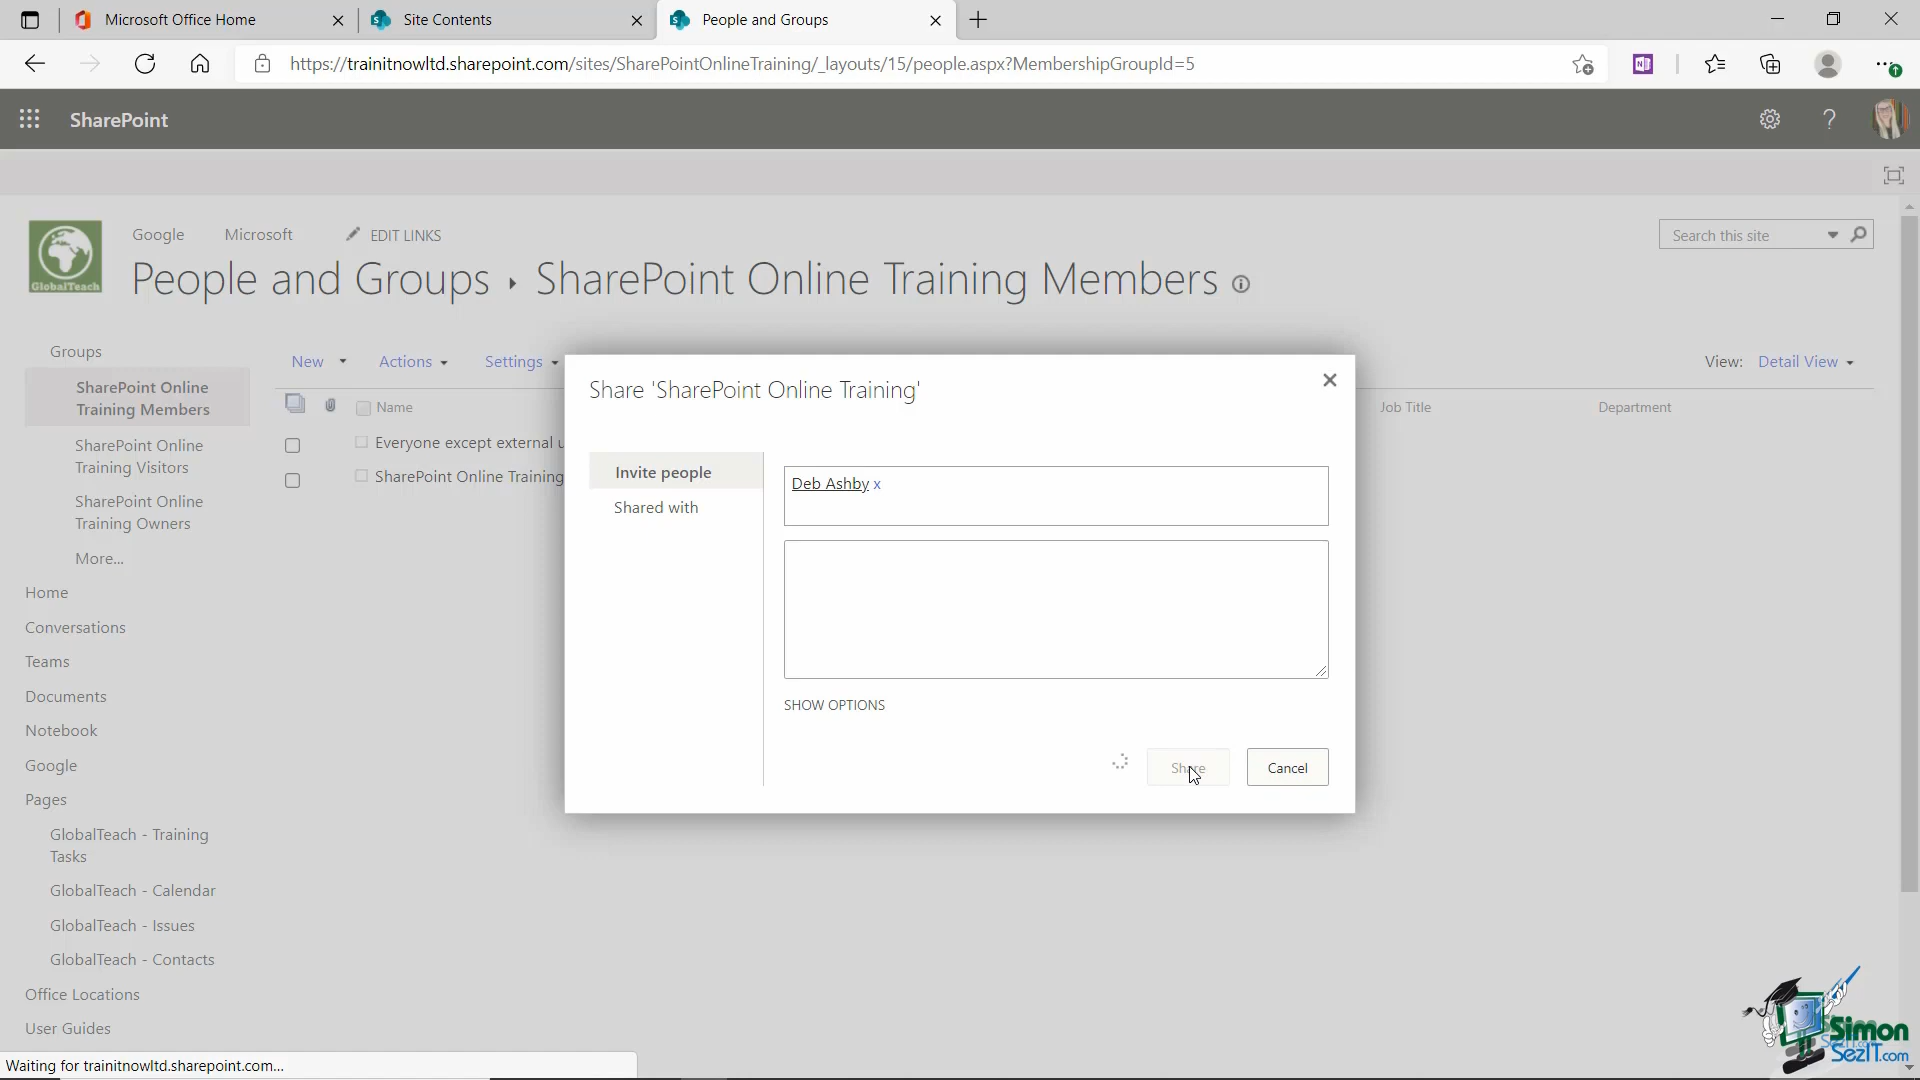 Microsoft Office Home
Site Contents
People and Groups
https://trainitnowltd.sharepoint.com/sites/SharePointOnlineTraining/_layouts/15/people.aspx?MembershipGroupId=5
SharePoint
GlobalTeach
Google
Microsoft
EDIT LINKS
Search this site
People and Groups ▸ SharePoint Online Training Members
Groups
SharePoint Online
Training Members
SharePoint Online
Training Visitors
SharePoint Online
Training Owners
More...
Home
Conversations
Teams
Documents
Notebook
Google
Pages
GlobalTeach - Training
Tasks
GlobalTeach - Calendar
GlobalTeach - Issues
GlobalTeach - Contacts
Office Locations
User Guides
New
Actions
Settings
View: Detail View
Name
Job Title
Department
Everyone except external u
SharePoint Online Training
Share 'SharePoint Online Training'
Invite people
Shared with
Deb Ashby x
SHOW OPTIONS
Share
Cancel
Waiting for trainitnowltd.sharepoint.com...
Simon
SezIT.com